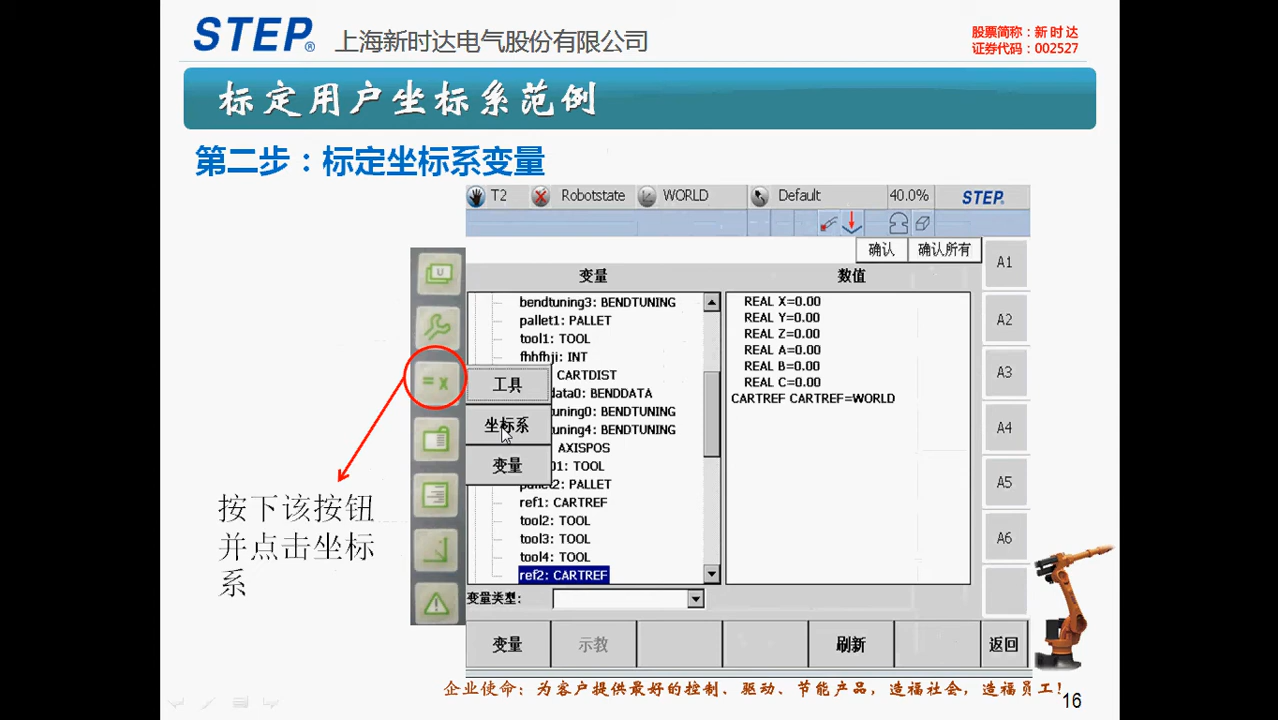 STEP® 上海新时达电气股份有限公司
股票简称：新时达
证券代码：002527
标定用户坐标系范例
第二步：标定坐标系变量
T2 Robotstate WORLD Default 40.0% STEP
确认 确认所有
变量 数值
bendtuning3: BENDTUNING
pallet1: PALLET
tool1: TOOL
fhhfhji: INT
CARTDIST
data0: BENDDATA
tuning0: BENDTUNING
tuning4: BENDTUNING
AXISPOS
01: TOOL
pallet2: PALLET
ref1: CARTREF
tool2: TOOL
tool3: TOOL
tool4: TOOL
ref2: CARTREF
REAL X=0.00
REAL Y=0.00
REAL Z=0.00
REAL A=0.00
REAL B=0.00
REAL C=0.00
CARTREF CARTREF=WORLD
U
= x
工具
坐标系
变量
A1
A2
A3
A4
A5
A6
按下该按钮
并点击坐标
系
变量类型:
变量 示教 刷新 返回
企业使命：为客户提供最好的控制、驱动、节能产品，造福社会，造福员工！
16